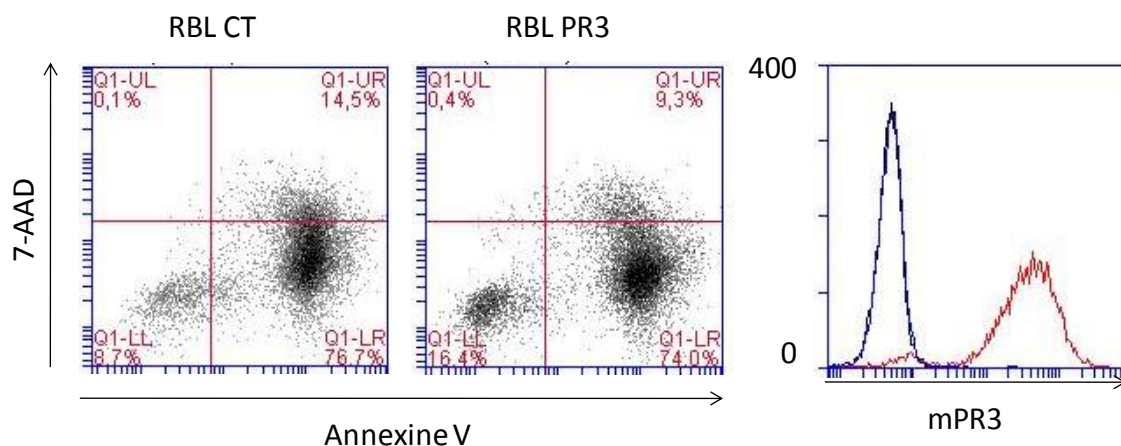 RBL CT
RBL PR3
Q1-UL
0,1%
Q1-UR
14,5%
Q1-LL
8,7%
Q1-LR
76,7%
Q1-UL
0,4%
Q1-UR
9,3%
Q1-LL
16,4%
Q1-LR
74,0%
7-AAD
Annexine V
400
0
mPR3